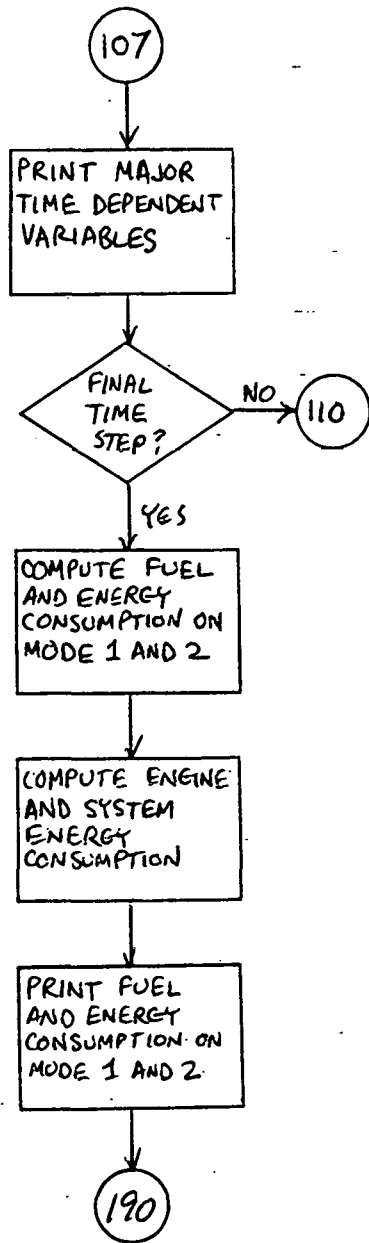 107
PRINT MAJOR
TIME DEPENDENT
VARIABLES
FINAL
TIME
STEP?
NO
110
YES
COMPUTE FUEL
AND ENERGY
CONSUMPTION ON
MODE 1 AND 2
COMPUTE ENGINE
AND SYSTEM
ENERGY
CONSUMPTION
PRINT FUEL
AND ENERGY
CONSUMPTION ON
MODE 1 AND 2
190